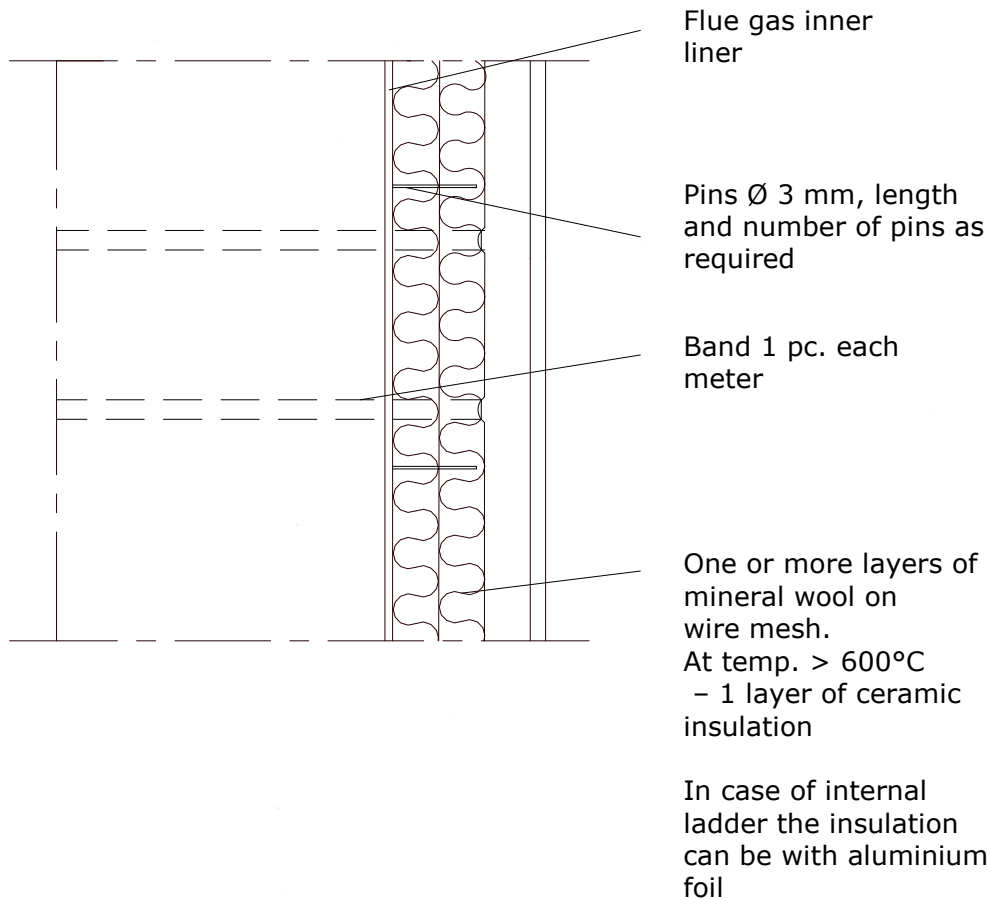 Flue gas inner
liner
Pins Ø 3 mm, length
and number of pins as
required
Band 1 pc. each
meter
One or more layers of
mineral wool on
wire mesh.
At temp. > 600°C
– 1 layer of ceramic
insulation
In case of internal
ladder the insulation
can be with aluminium
foil